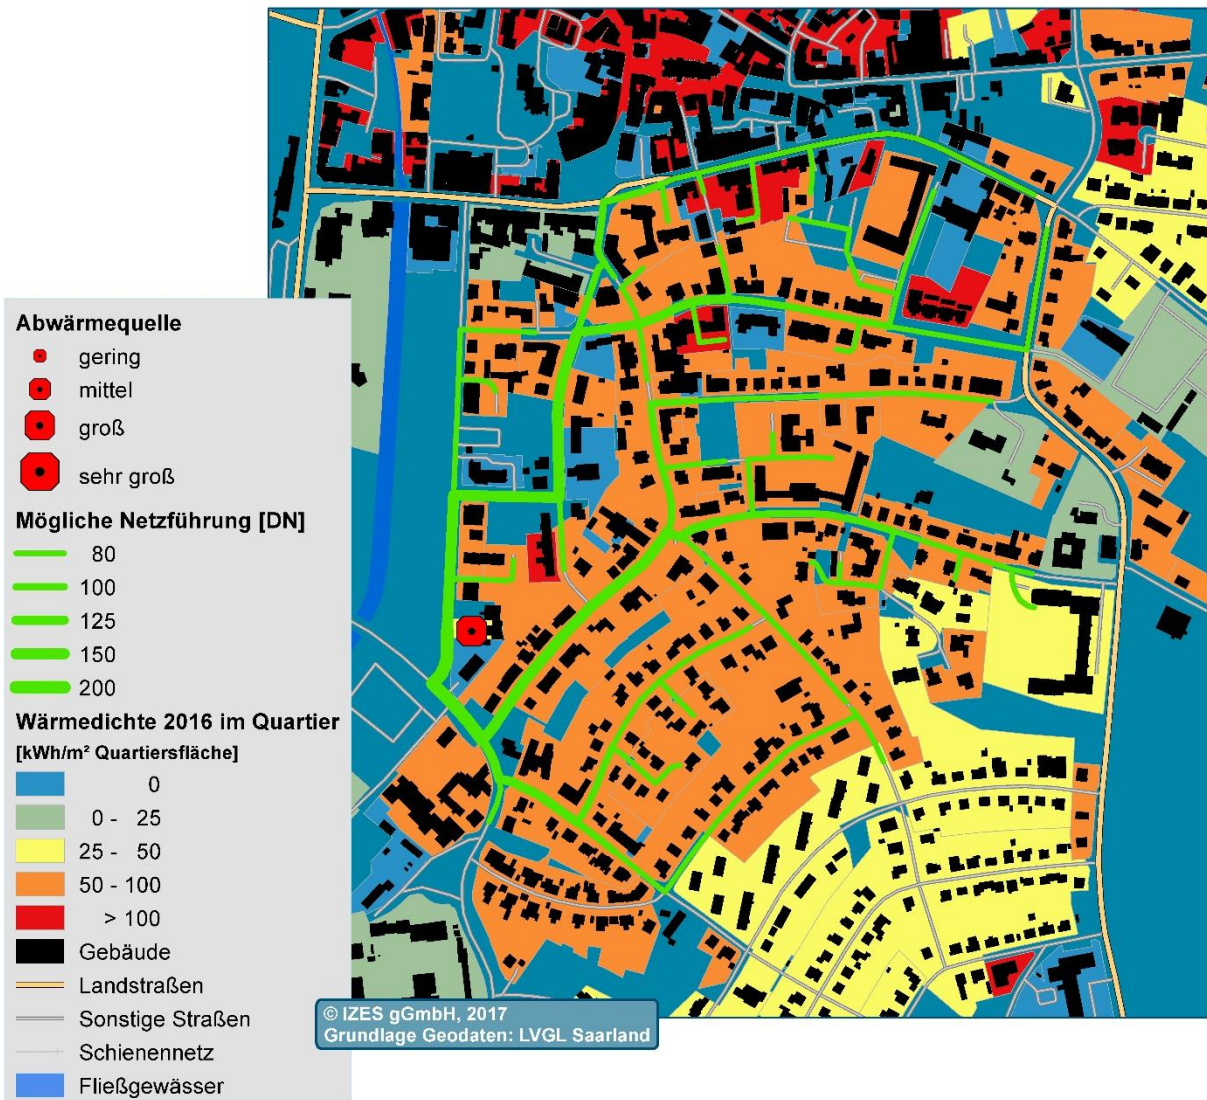 Abwärmequelle
gering
mittel
groß
sehr groß
Mögliche Netzführung [DN]
80
100
125
150
200
Wärmedichte 2016 im Quartier
[kWh/m² Quartiersfläche]
0
0 - 25
25 - 50
50 - 100
> 100
Gebäude
Landstraßen
Sonstige Straßen
Schienennetz
Fließgewässer
© IZES gGmbH, 2017
Grundlage Geodaten: LVGL Saarland